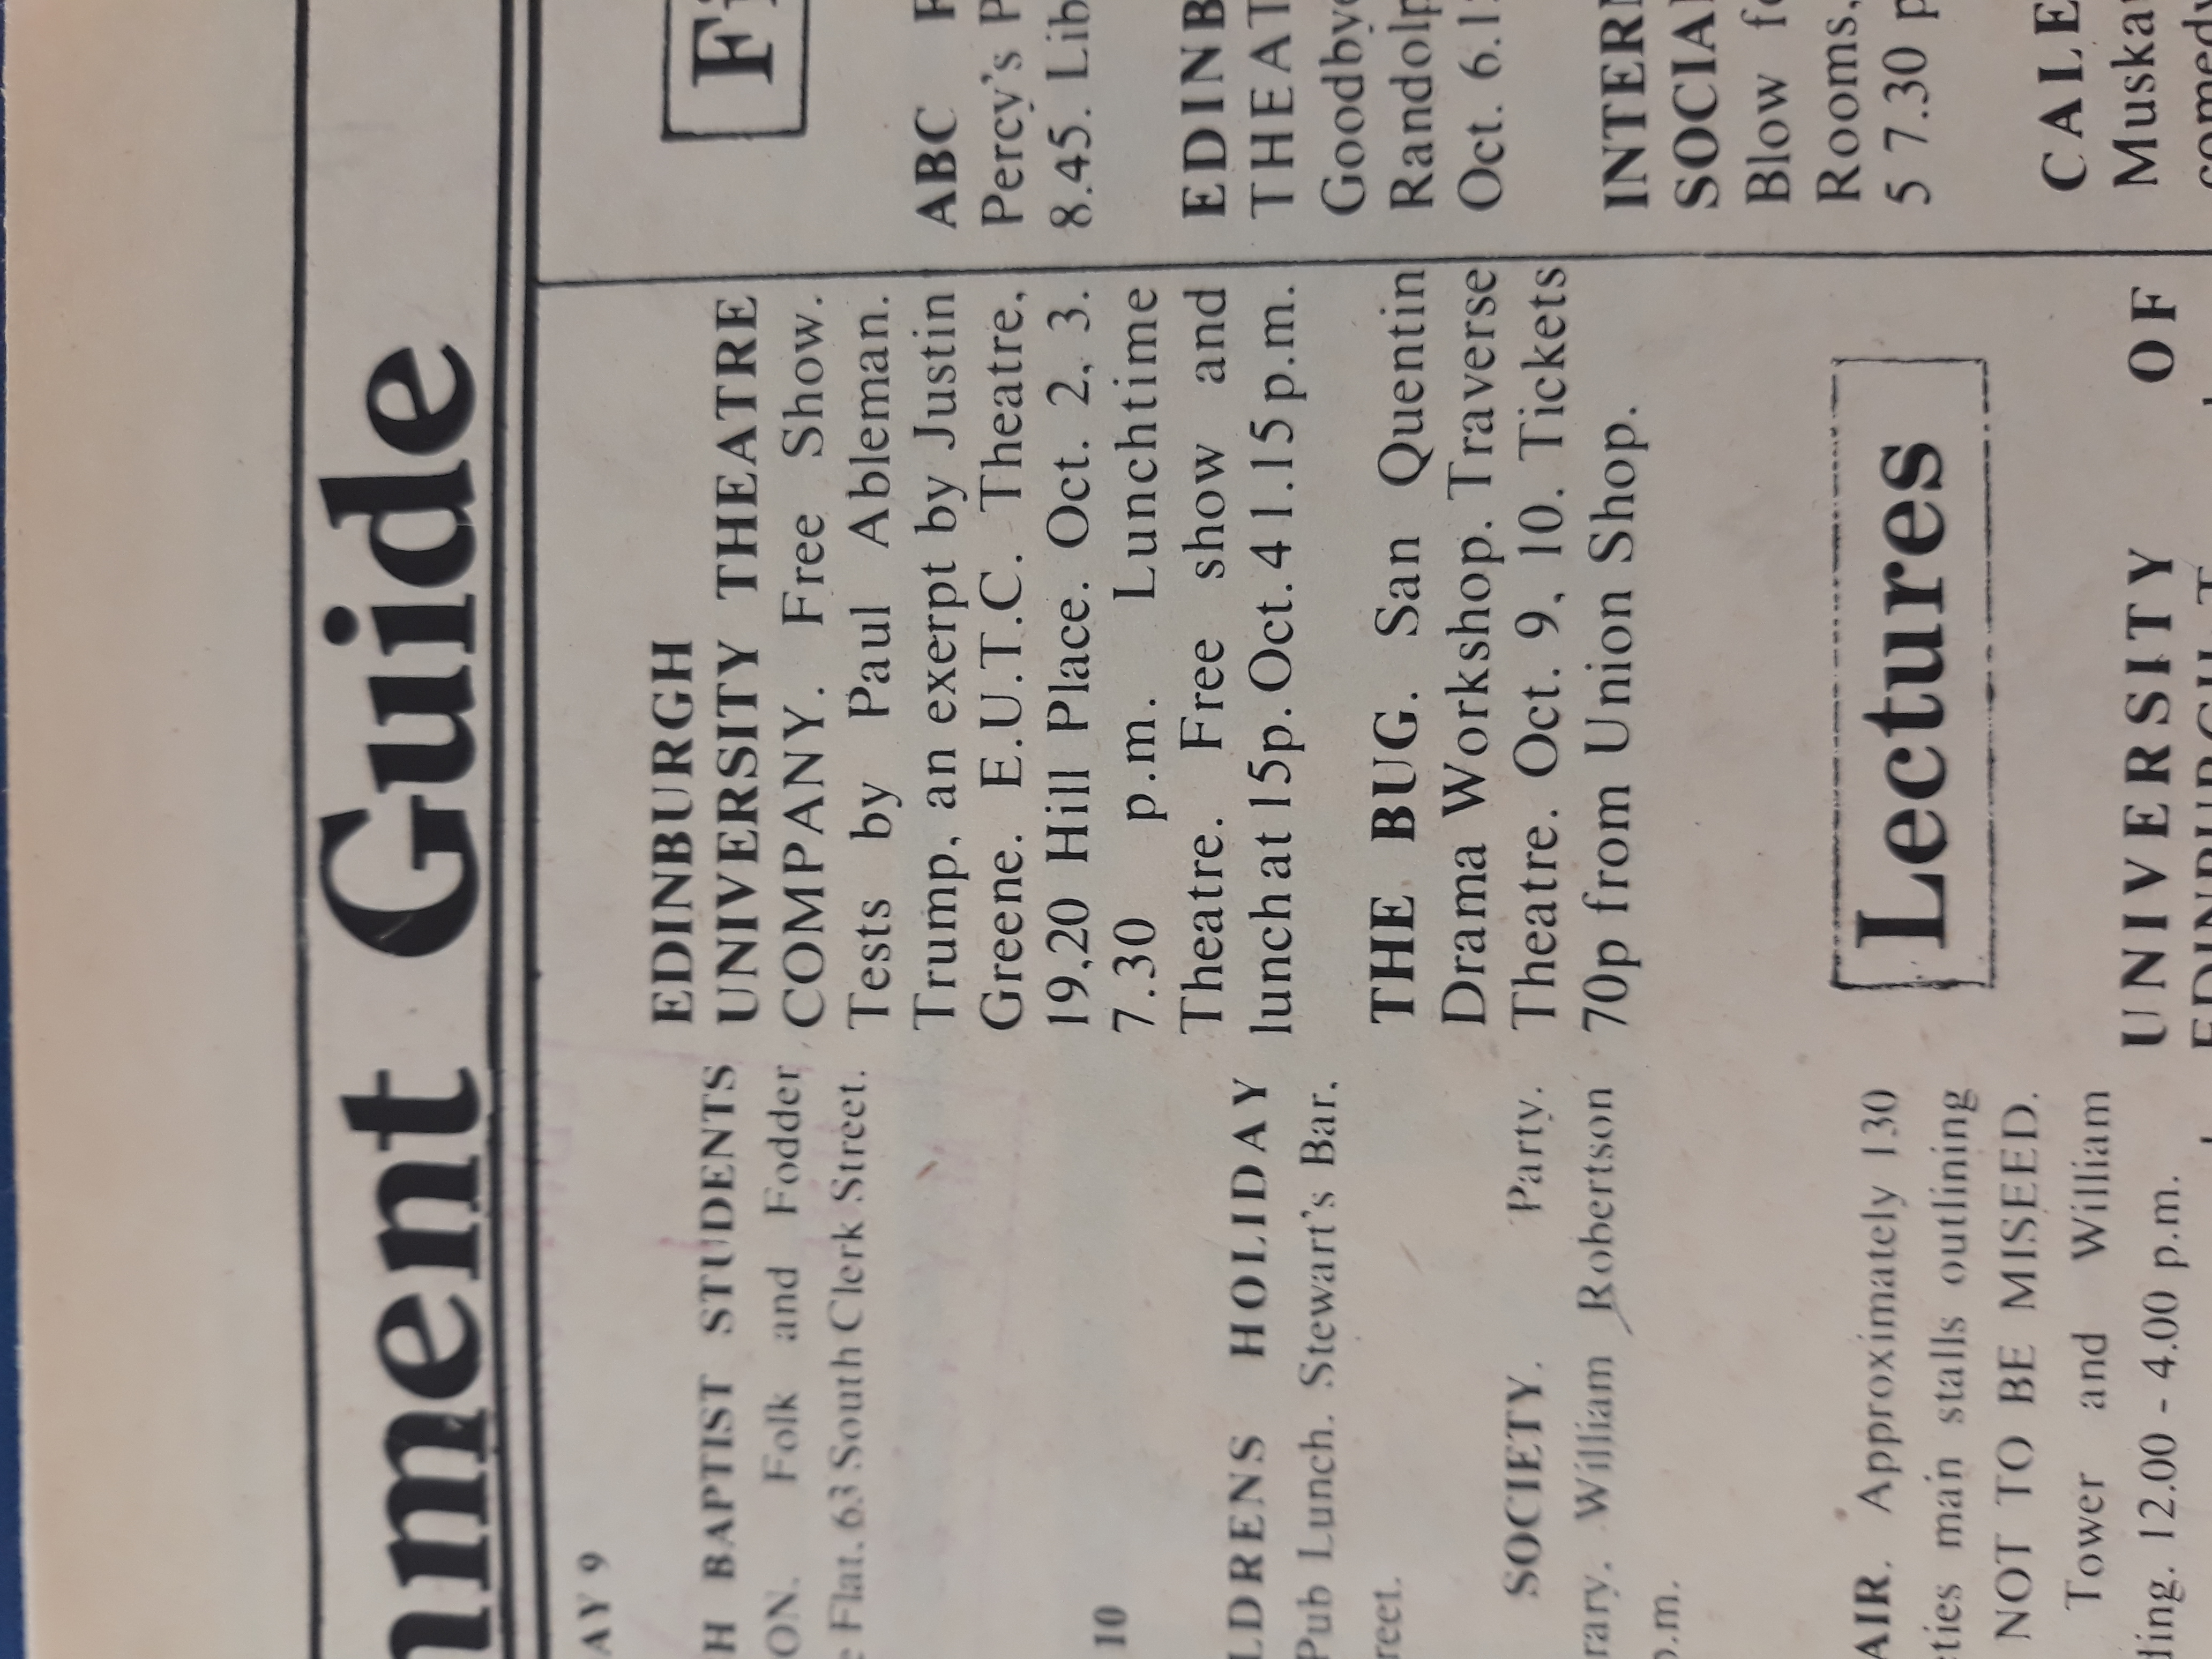 nment Guide
AY 9
H BAPTIST STUDENTS
ON. Folk and Fodder
e Flat. 63 South Clerk Street.
10
LDRENS HOLIDAY
Pub Lunch. Stewart's Bar.
reet.
SOCIETY. Party.
rary. William Robertson
p.m.
AIR. Approximately 130
eties main stalls outlining
NOT TO BE MISEED.
Tower and William
ding. 12.00 - 4.00 p.m.
EDINBURGH
UNIVERSITY THEATRE
COMPANY. Free Show.
Tests by Paul Ableman.
Trump, an exerpt by Justin
Greene. E.U.T.C. Theatre,
19,20 Hill Place. Oct. 2, 3.
7.30 p.m. Lunchtime
Theatre. Free show and
lunch at 15p. Oct. 4 1.15 p.m.
THE BUG. San Quentin
Drama Workshop. Traverse
Theatre. Oct. 9, 10. Tickets
70p from Union Shop.
Lectures
UNIVERSITY OF
EDINBURGH
Fi
ABC F
Percy's P
8.45. Lib
EDINB
THEAT
Goodbye
Randolp
Oct. 6.1
INTER
SOCIA
Blow fo
Rooms,
5 7.30 p
CALE
Muska
comedy